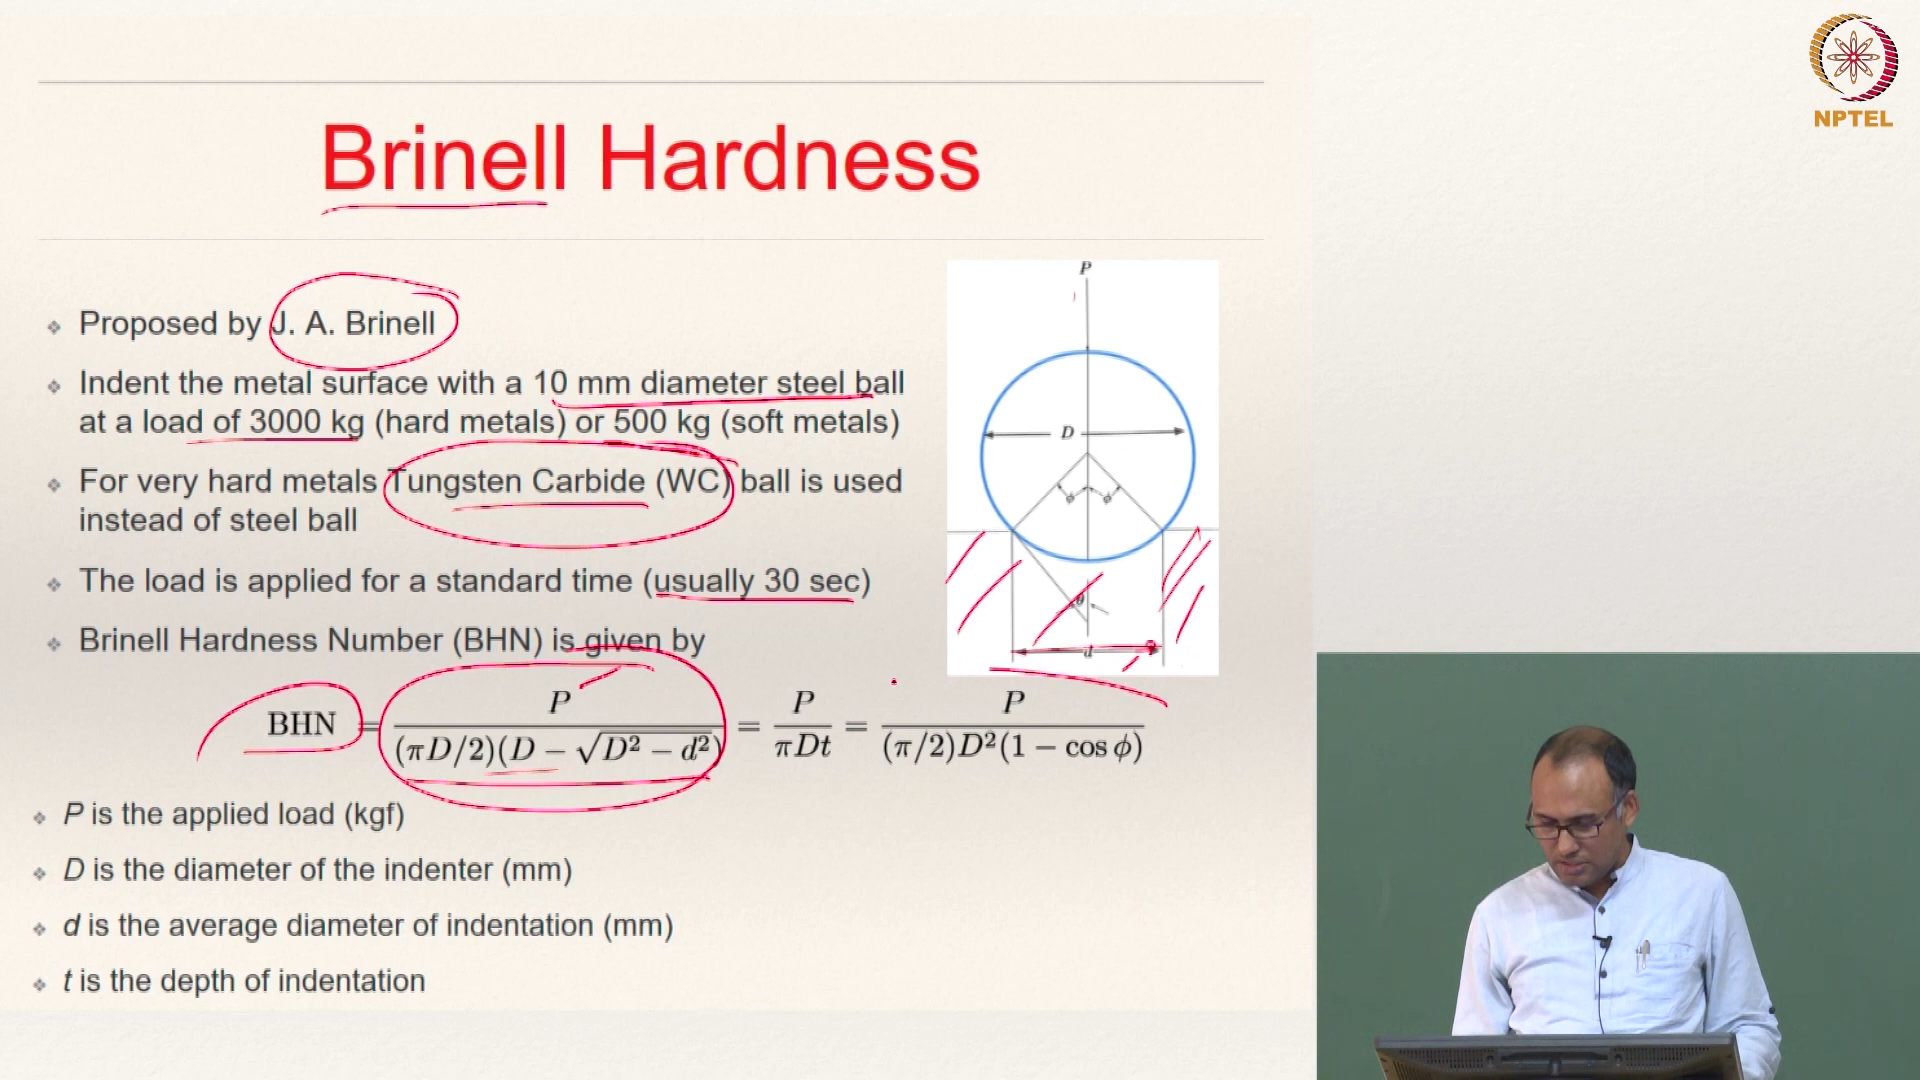 NPTEL
Brinell Hardness
❖ Proposed by J. A. Brinell
❖ Indent the metal surface with a 10 mm diameter steel ball
at a load of 3000 kg (hard metals) or 500 kg (soft metals)
❖ For very hard metals Tungsten Carbide (WC) ball is used
instead of steel ball
❖ The load is applied for a standard time (usually 30 sec)
❖ Brinell Hardness Number (BHN) is given by
BHN = P / ((πD/2)(D − √(D² − d²))) = P / (πDt) = P / ((π/2)D²(1 − cos ϕ))
❖ P is the applied load (kgf)
❖ D is the diameter of the indenter (mm)
❖ d is the average diameter of indentation (mm)
❖ t is the depth of indentation
P
D
ϕ ϕ
θ
d